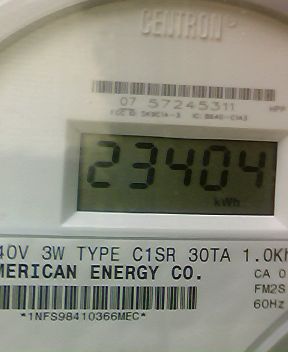 CENTRON
07 57245311
23404
kWh
40V 3W TYPE C1SR 30TA 1.0Kh
MERICAN ENERGY CO.
CA 0
FM2S
60Hz
*1NFS98410366MEC*